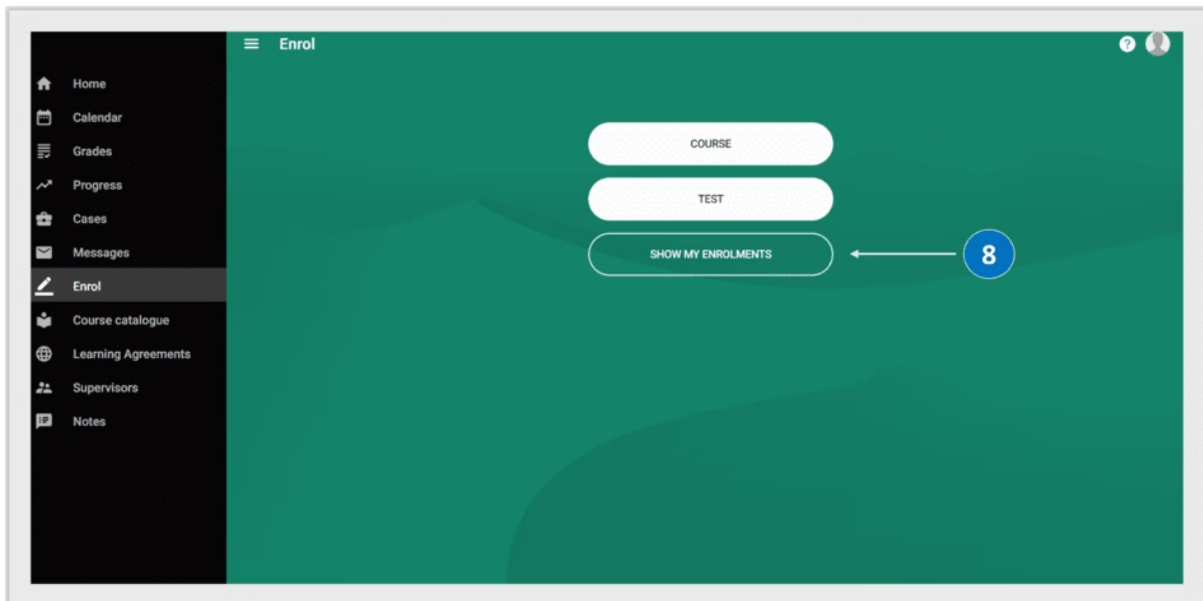 Enrol
?
Home
Calendar
Grades
Progress
Cases
Messages
Enrol
Course catalogue
Learning Agreements
Supervisors
Notes
COURSE
TEST
SHOW MY ENROLMENTS
8